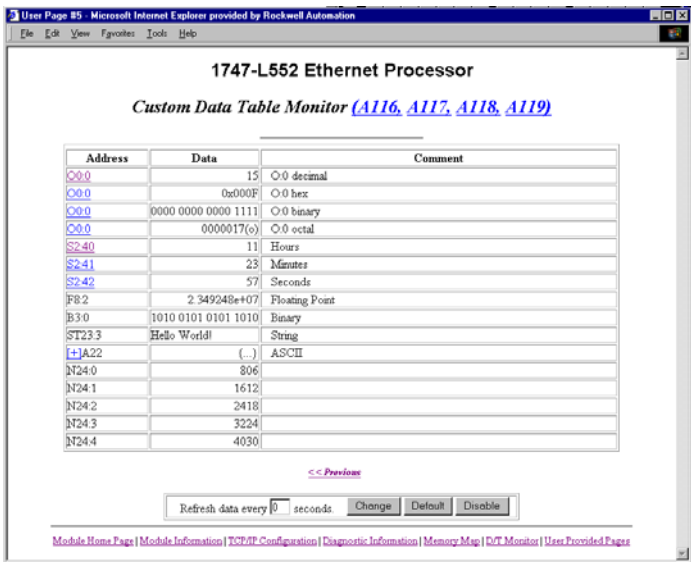 User Page #5 - Microsoft Internet Explorer provided by Rockwell Automation
File Edit View Favorites Tools Help
1747-L552 Ethernet Processor
Custom Data Table Monitor (A116, A117, A118, A119)
Address Data Comment
O0:0 15 O:0 decimal
O0:0 0x000F O:0 hex
O0:0 0000 0000 0000 1111 O:0 binary
O0:0 0000017(o) O:0 octal
S2:40 11 Hours
S2:41 23 Minutes
S2:42 57 Seconds
F8:2 2.349248e+07 Floating Point
B3:0 1010 0101 0101 1010 Binary
ST23:3 Hello World! String
[+]A22 (...) ASCII
N24:0 806
N24:1 1612
N24:2 2418
N24:3 3224
N24:4 4030
<< Previous
Refresh data every 0 seconds. Change Default Disable
Module Home Page | Module Information | TCP/IP Configuration | Diagnostic Information | Memory Map | D/T Monitor | User Provided Pages